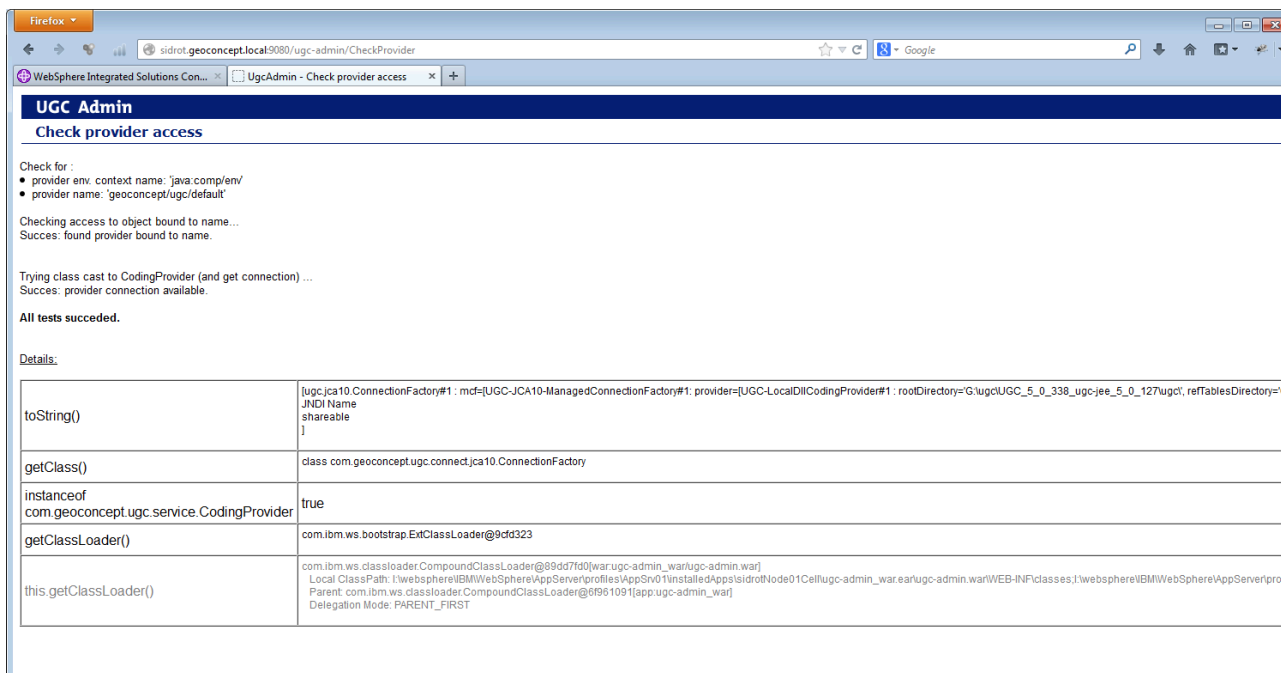 Firefox
sidrot.geoconcept.local:9080/ugc-admin/CheckProvider
Google
WebSphere Integrated Solutions Con...
UgcAdmin - Check provider access
UGC Admin
Check provider access
Check for :
• provider env. context name: 'java:comp/env'
• provider name: 'geoconcept/ugc/default'
Checking access to object bound to name...
Succes: found provider bound to name.
Trying class cast to CodingProvider (and get connection) ...
Succes: provider connection available.
All tests succeded.
Details:
toString()
[ugc.jca10.ConnectionFactory#1 : mcf=[UGC-JCA10-ManagedConnectionFactory#1: provider=[UGC-LocalDllCodingProvider#1 : rootDirectory='G:\ugc\UGC_5_0_338_ugc-jee_5_0_127\ugc\', refTablesDirectory='
JNDI Name
shareable
]
getClass()
class com.geoconcept.ugc.connect.jca10.ConnectionFactory
instanceof
com.geoconcept.ugc.service.CodingProvider
true
getClassLoader()
com.ibm.ws.bootstrap.ExtClassLoader@9cfd323
this.getClassLoader()
com.ibm.ws.classloader.CompoundClassLoader@89dd7fd0[war:ugc-admin_war/ugc-admin.war]
Local ClassPath: I:\websphere\IBM\WebSphere\AppServer\profiles\AppSrv01\installedApps\sidrotNode01Cell\ugc-admin_war.ear\ugc-admin.war\WEB-INF\classes;I:\websphere\IBM\WebSphere\AppServer\pro
Parent: com.ibm.ws.classloader.CompoundClassLoader@6f961091[app:ugc-admin_war]
Delegation Mode: PARENT_FIRST